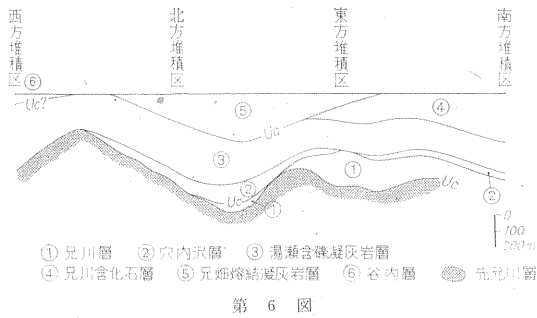 西方堆積区 北方堆積区 東方堆積区 南方堆積区
⑥
Uc?
⑤ ④
Uc
③
② ① Uc
Uc ① ②
0
100
200m
① 兄川層 ② 穴内沢層 ③ 湯瀬含礫凝灰岩層
④ 兄川含化石層 ⑤ 兄畑熔結凝灰岩層 ⑥ 谷内層 先兄川層
第 6 図